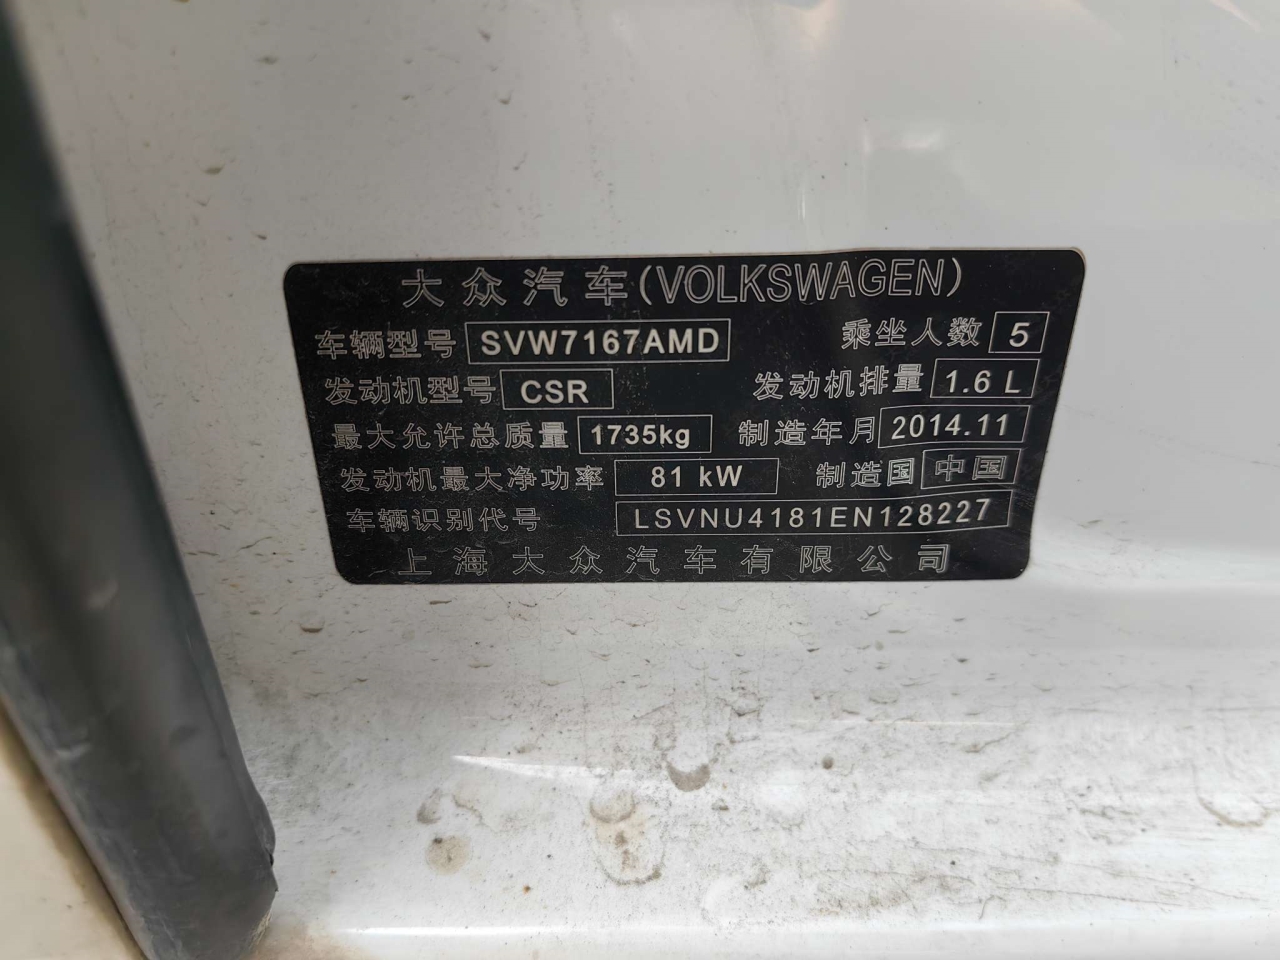 大众汽车(VOLKSWAGEN)
车辆型号 SVW7167AMD 乘坐人数 5
发动机型号 CSR 发动机排量 1.6 L
最大允许总质量 1735kg 制造年月 2014.11
发动机最大净功率 81 kW 制造国 中国
车辆识别代号 LSVNU4181EN128227
上海大众汽车有限公司